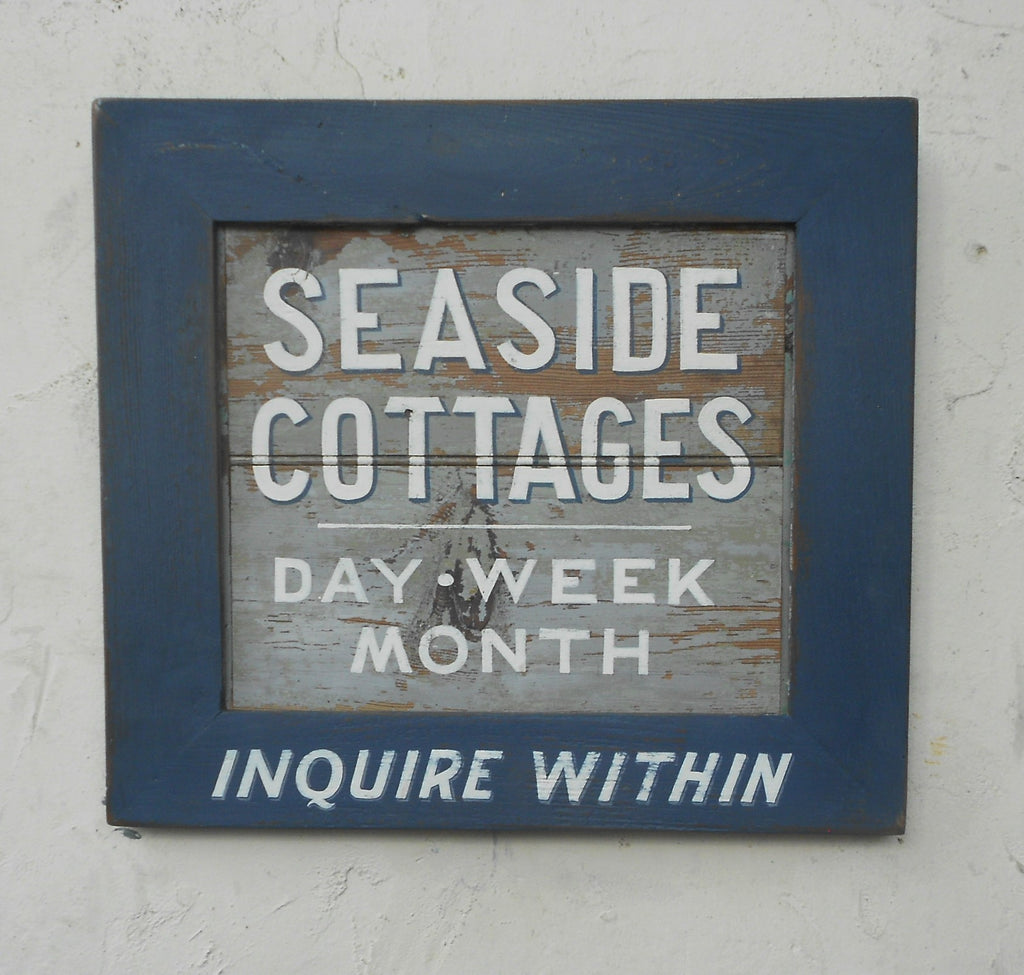 SEASIDE
COTTAGES
DAY • WEEK
MONTH
INQUIRE WITHIN